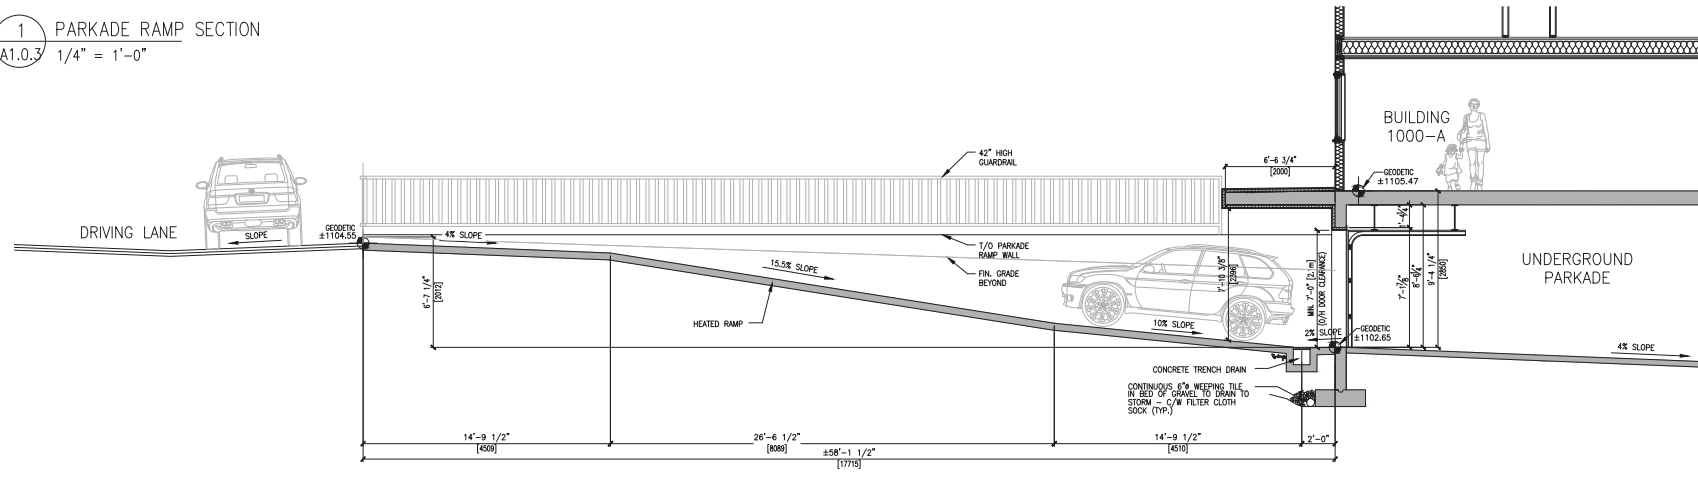 1
A1.0.3
PARKADE RAMP SECTION
1/4" = 1'-0"
DRIVING LANE
SLOPE
GEODETIC
±1104.55
4% SLOPE
6'-7 1/4"
[2012]
15.5% SLOPE
HEATED RAMP
42" HIGH
GUARDRAIL
T/O PARKADE
RAMP WALL
FIN. GRADE
BEYOND
10% SLOPE
6'-6 3/4"
[2000]
7'-10 3/8"
[2398]
MIN. 7'-0" [2.
(O/H DOOR CLEARANCE)
2% SLOPE
GEODETIC
±1105.47
BUILDING
1000-A
GEODETIC
±1102.65
9'-4 1/4"
[2850]
UNDERGROUND
PARKADE
4% SLOPE
CONCRETE TRENCH DRAIN
CONTINUOUS 6"ø WEEPING TILE
IN BED OF GRAVEL TO DRAIN TO
STORM - C/W FILTER CLOTH
SOCK (TYP.)
14'-9 1/2"
[4509]
26'-6 1/2"
[8089]
14'-9 1/2"
[4510]
2'-0"
±58'-1 1/2"
[17715]